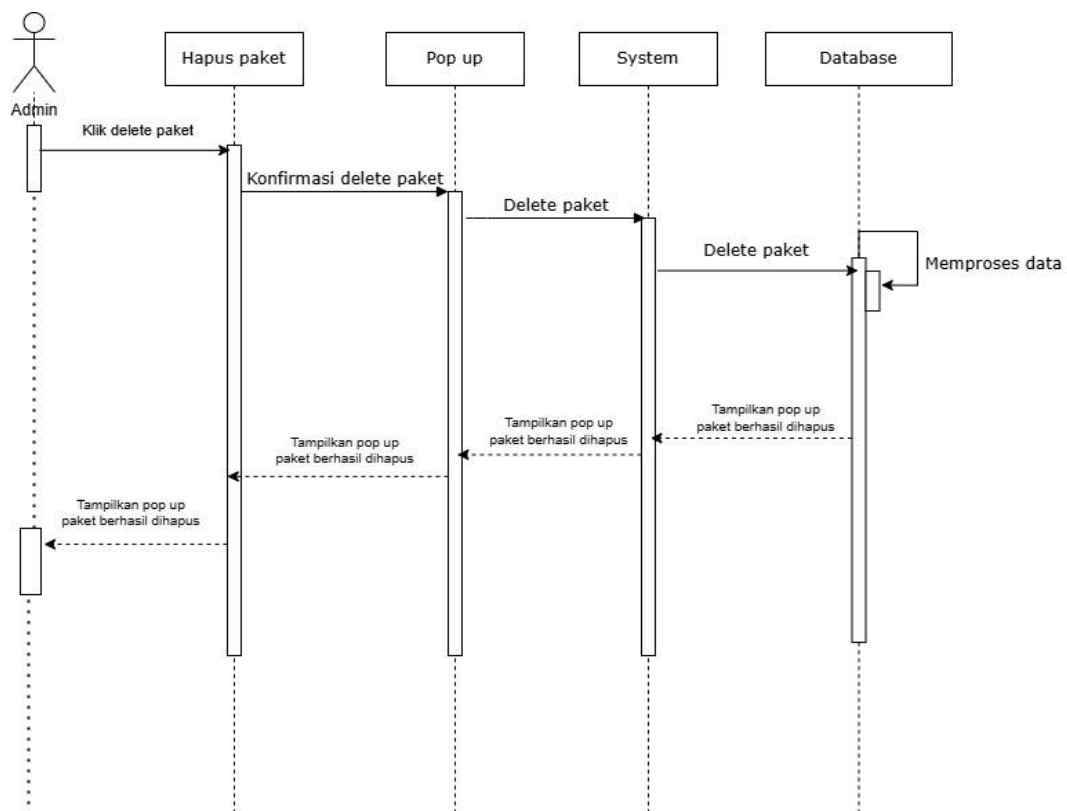 Hapus paket
Pop up
System
Database
Admin
Klik delete paket
Konfirmasi delete paket
Delete paket
Delete paket
Memproses data
Tampilkan pop up
paket berhasil dihapus
Tampilkan pop up
paket berhasil dihapus
Tampilkan pop up
paket berhasil dihapus
Tampilkan pop up
paket berhasil dihapus